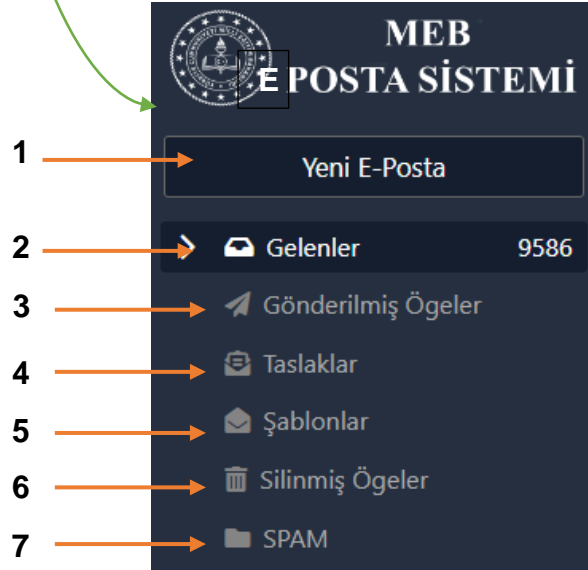 MEB
E POSTA SİSTEMİ
1 Yeni E-Posta
2 Gelenler 9586
3 Gönderilmiş Ögeler
4 Taslaklar
5 Şablonlar
6 Silinmiş Ögeler
7 SPAM